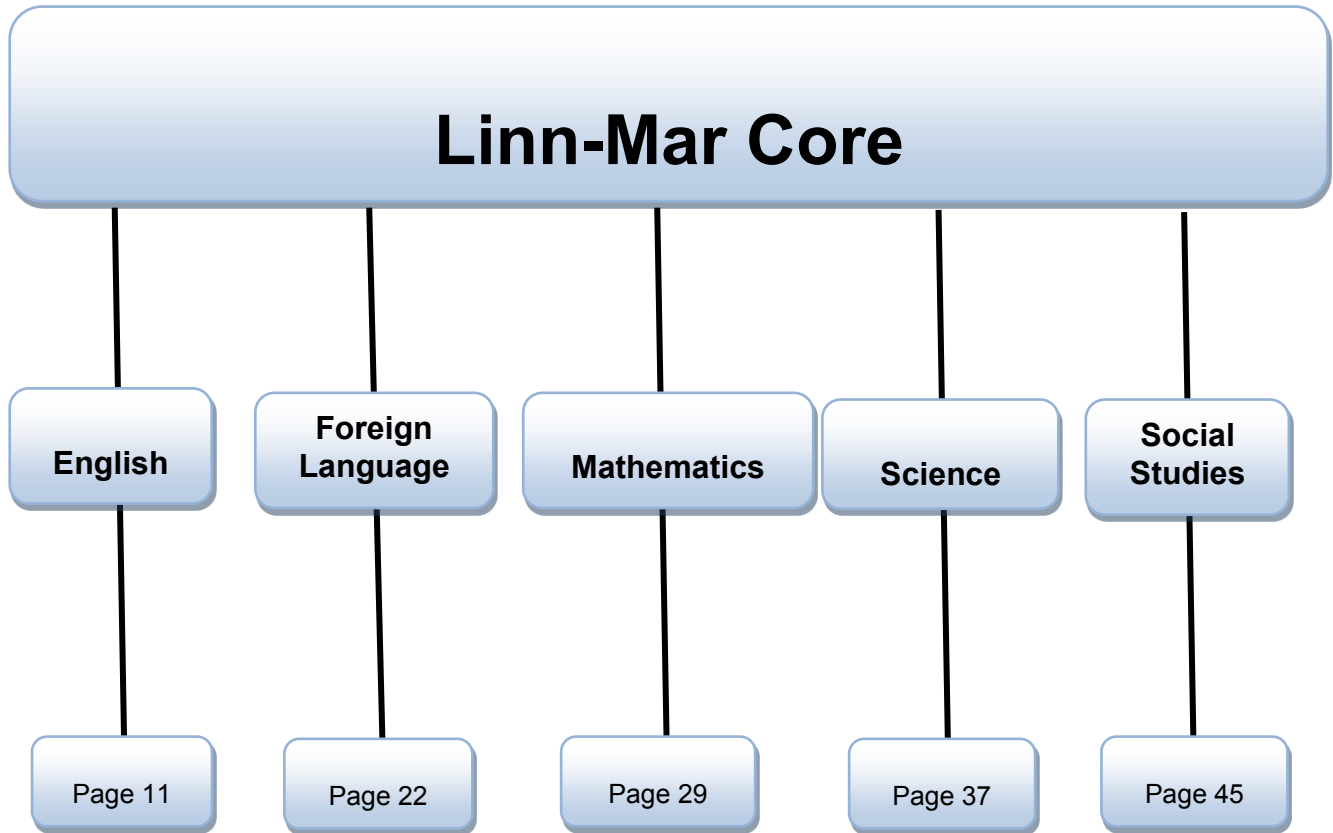 Linn-Mar Core
English
Foreign
Language
Mathematics
Science
Social
Studies
Page 11
Page 22
Page 29
Page 37
Page 45